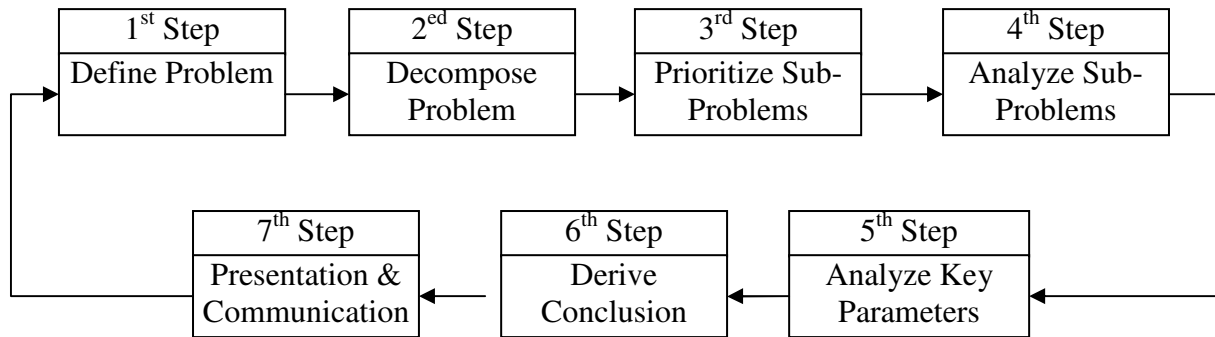 1st Step
Define Problem
2ed Step
Decompose
Problem
3rd Step
Prioritize Sub-
Problems
4th Step
Analyze Sub-
Problems
5th Step
Analyze Key
Parameters
6th Step
Derive
Conclusion
7th Step
Presentation &
Communication